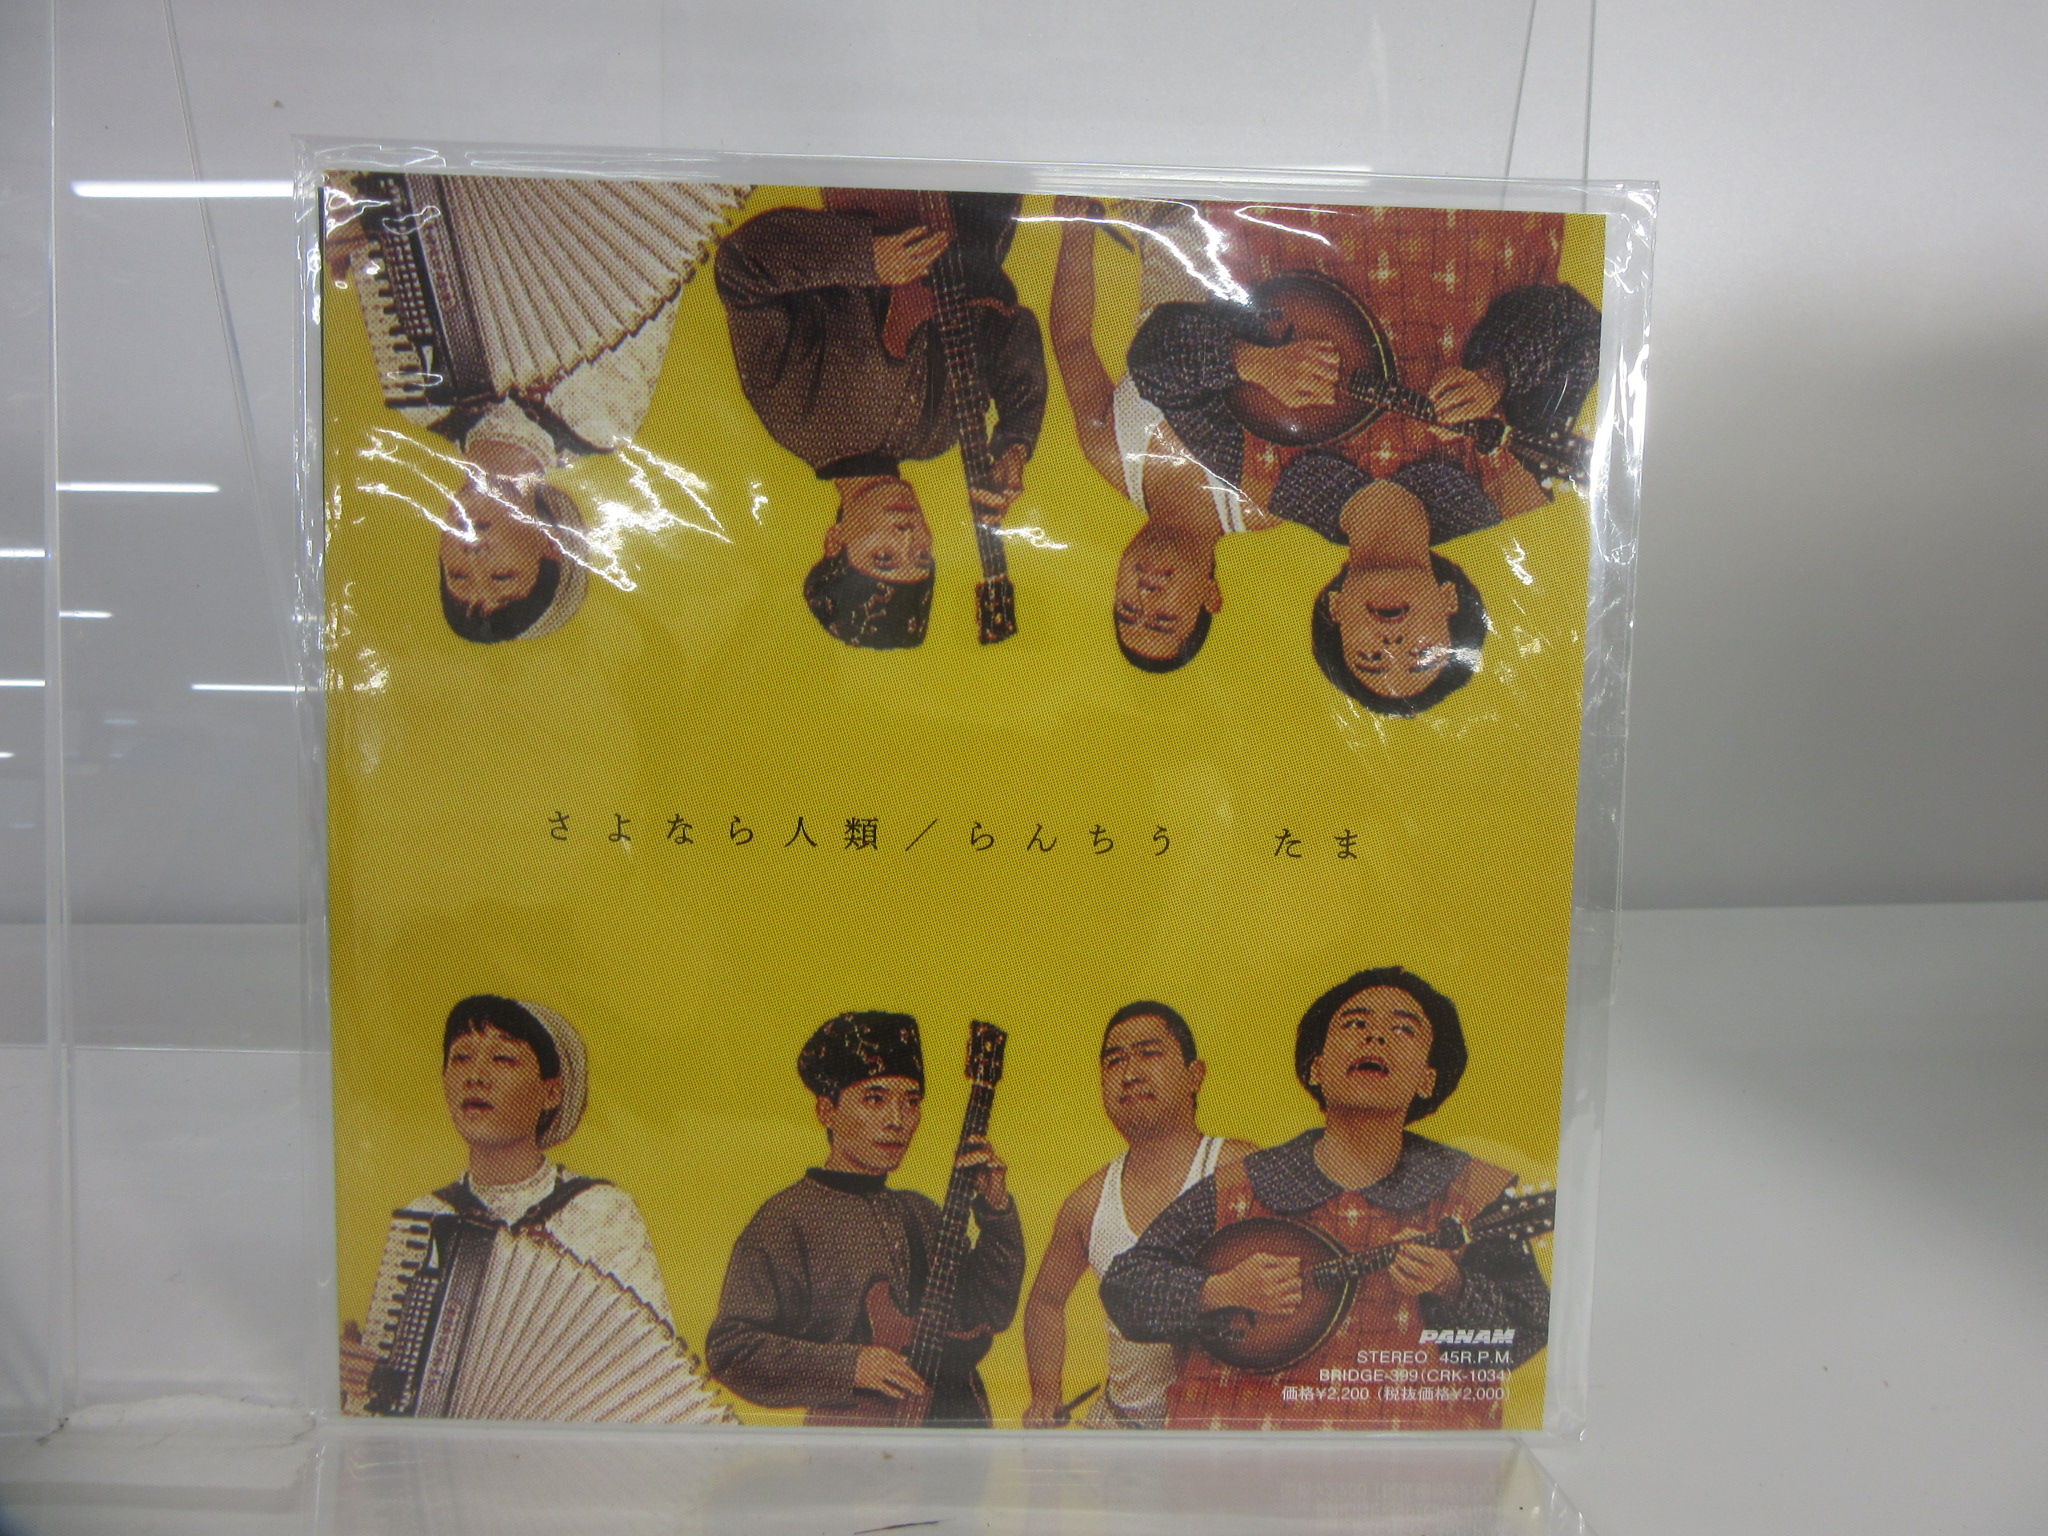 さよなら人類／らんちう　たま
PANAM
STEREO 45R.P.M.
BRIDGE-399(CRK-1034)
価格¥2,200（税抜価格¥2,000）